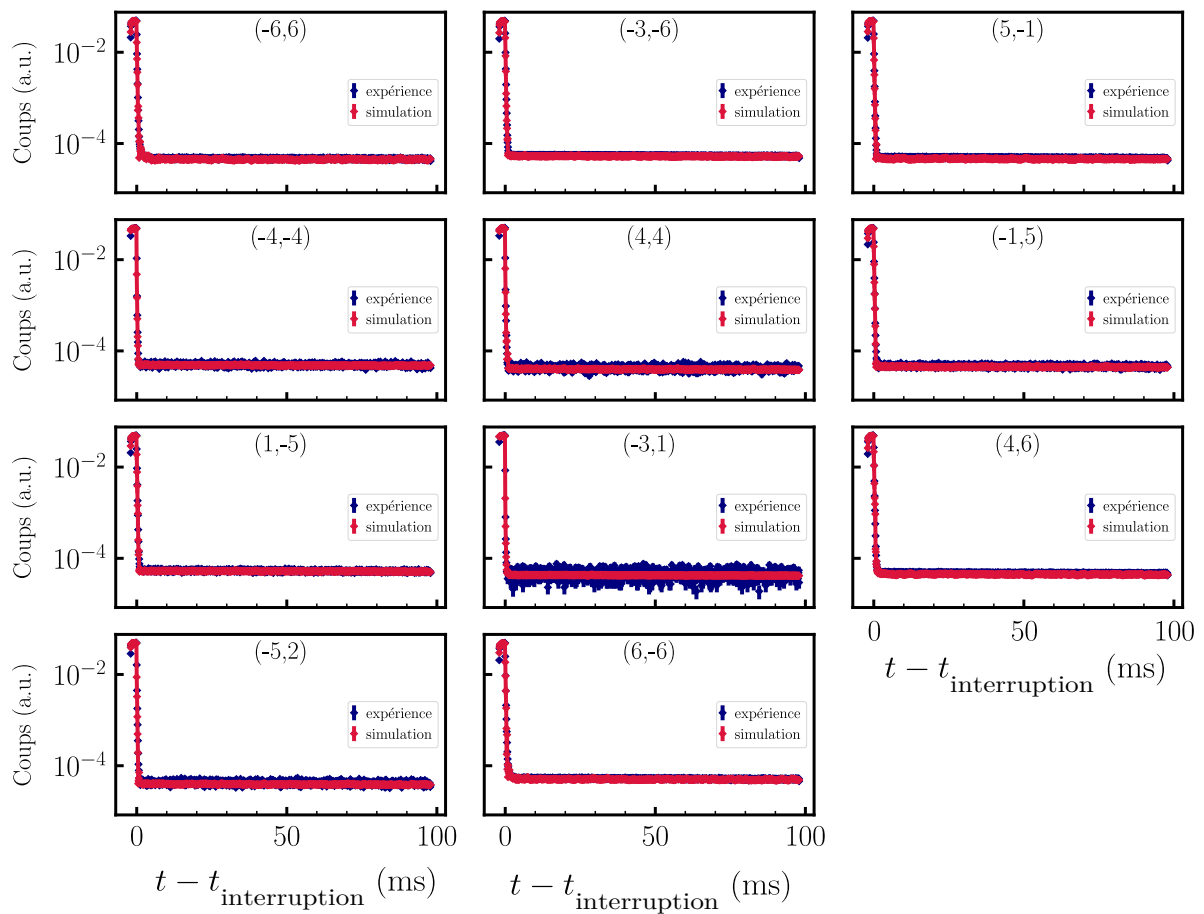 (-6,6)
(-3,-6)
(5,-1)
Coups (a.u.)
10⁻²
10⁻⁴
expérience
simulation
expérience
simulation
expérience
simulation
(-4,-4)
(4,4)
(-1,5)
Coups (a.u.)
10⁻²
10⁻⁴
expérience
simulation
expérience
simulation
expérience
simulation
(1,-5)
(-3,1)
(4,6)
Coups (a.u.)
10⁻²
10⁻⁴
expérience
simulation
expérience
simulation
expérience
simulation
0 50 100
t − t_interruption (ms)
(-5,2)
(6,-6)
Coups (a.u.)
10⁻²
10⁻⁴
expérience
simulation
expérience
simulation
0 50 100
0 50 100
t − t_interruption (ms)
t − t_interruption (ms)